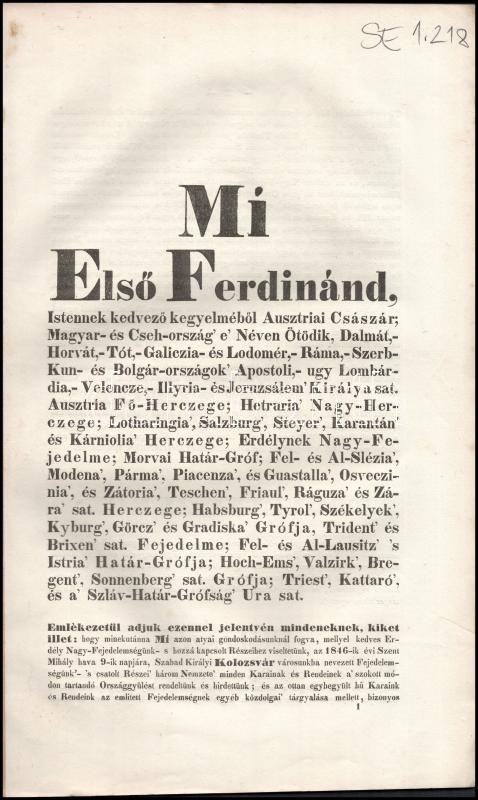 SE 1.218
Mi
Első Ferdinánd,
Istennek kedvező kegyelméből Ausztriai Császár;
Magyar- és Cseh-ország' e' Néven Ötödik, Dalmát,-
Horvát,- Tót,- Galiczia- és Lodomér,- Ráma,- Szerb-
Kun- és Bolgár-országok' Apostoli,- ugy Lombár-
dia,- Velencze,- Illyria- és Jeruzsálem' Királya sat.
Ausztria Fő-Herczege; Hetruria' Nagy-Her-
czege; Lotharingia', Salzburg', Steyer', Karantán'
és Kárniolia' Herczege; Erdélynek Nagy-Fe-
jedelme; Morvai Határ-Gróf; Fel- és Al-Slézia',
Modena', Párma', Piacenza', és Guastalla', Osveczi-
nia', és Zátoria', Teschen', Friaul', Ráguza' és Zá-
ra' sat. Herczege; Habsburg', Tyrol', Székelyek',
Kyburg', Görcz' és Gradiska' Grófja, Trident' és
Brixen' sat. Fejedelme; Fel- és Al-Lausitz' 's
Istria' Határ-Grófja; Hoch-Ems', Valzirk', Bre-
gent', Sonnenberg' sat. Grófja; Triest', Kattaró',
és a' Szláv-Határ-Grófság' Ura sat.
Emlékezetül adjuk ezennel jelentvén mindeneknek, kiket
illet: hogy minekutánna Mi azon atyai gondoskodásunknál fogva, mellyel kedves Er-
dély Nagy-Fejedelemségünk- s hozzá kapcsolt Részeihez viseltetünk, az 1846-ik évi Szent
Mihály hava 9-ik napjára, Szabad Királyi Kolozsvár városunkba nevezett Fejedelem-
ségünk'- 's csatolt Részei' három Nemzete' minden Karainak és Rendeinek a' szokott mó-
don tartandó Országgyülést rendeltünk és hirdettünk; és az ottan egybegyült hű Karaink
és Rendeink az emlitett Fejedelemségnek egyéb közdolgai' tárgyalása mellett, bizonyos
1